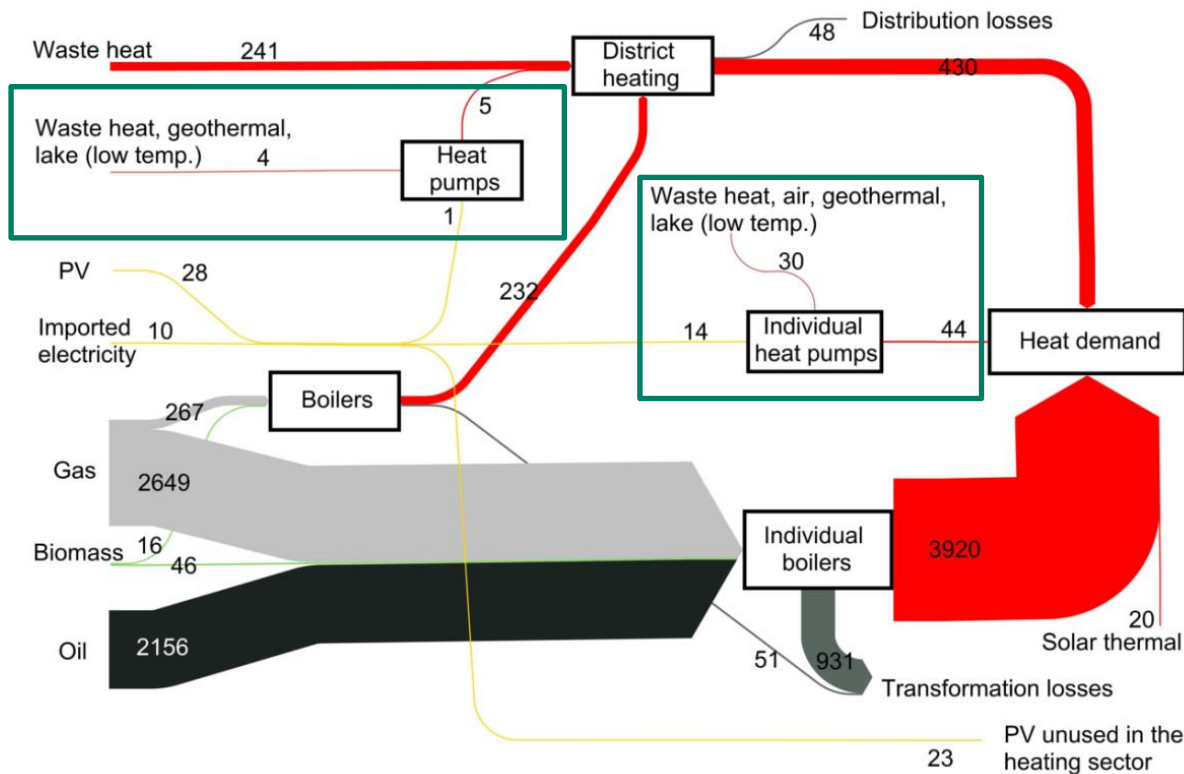 Distribution losses
48
Waste heat
241
District
heating
430
5
Waste heat, geothermal,
lake (low temp.)
4
Heat
pumps
1
Waste heat, air, geothermal,
lake (low temp.)
30
PV
28
232
Imported
electricity
10
14
Individual
heat pumps
44
Heat demand
267
Boilers
Gas
2649
Biomass
16
46
Individual
boilers
3920
Oil
2156
20
Solar thermal
51
931
Transformation losses
23
PV unused in the
heating sector